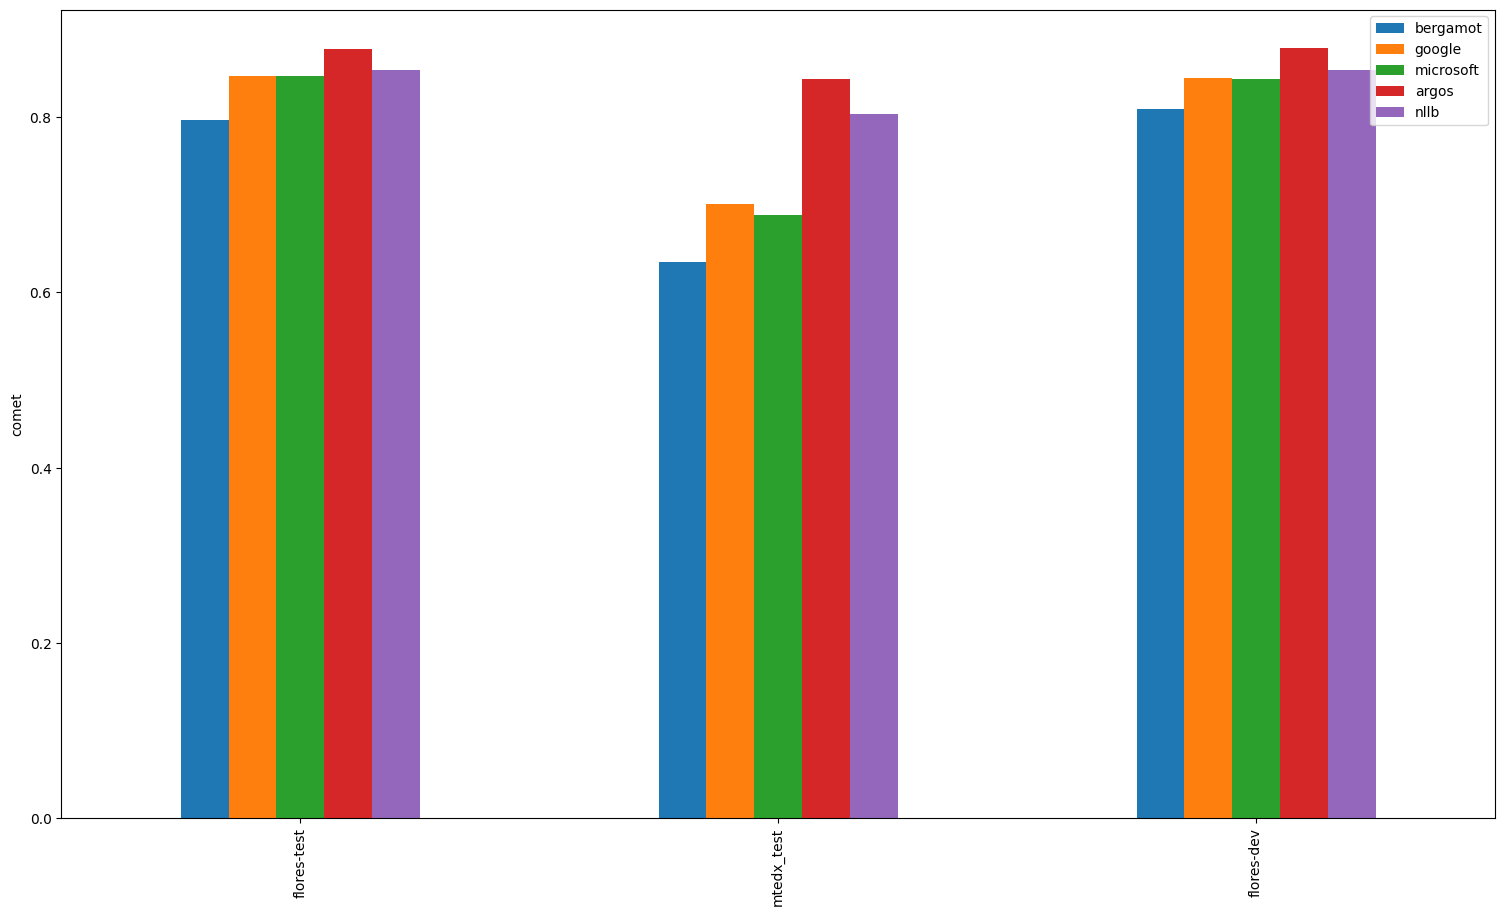 bergamot
google
microsoft
argos
nllb
comet
0.8
0.6
0.4
0.2
0.0
flores-test
mtedx_test
flores-dev